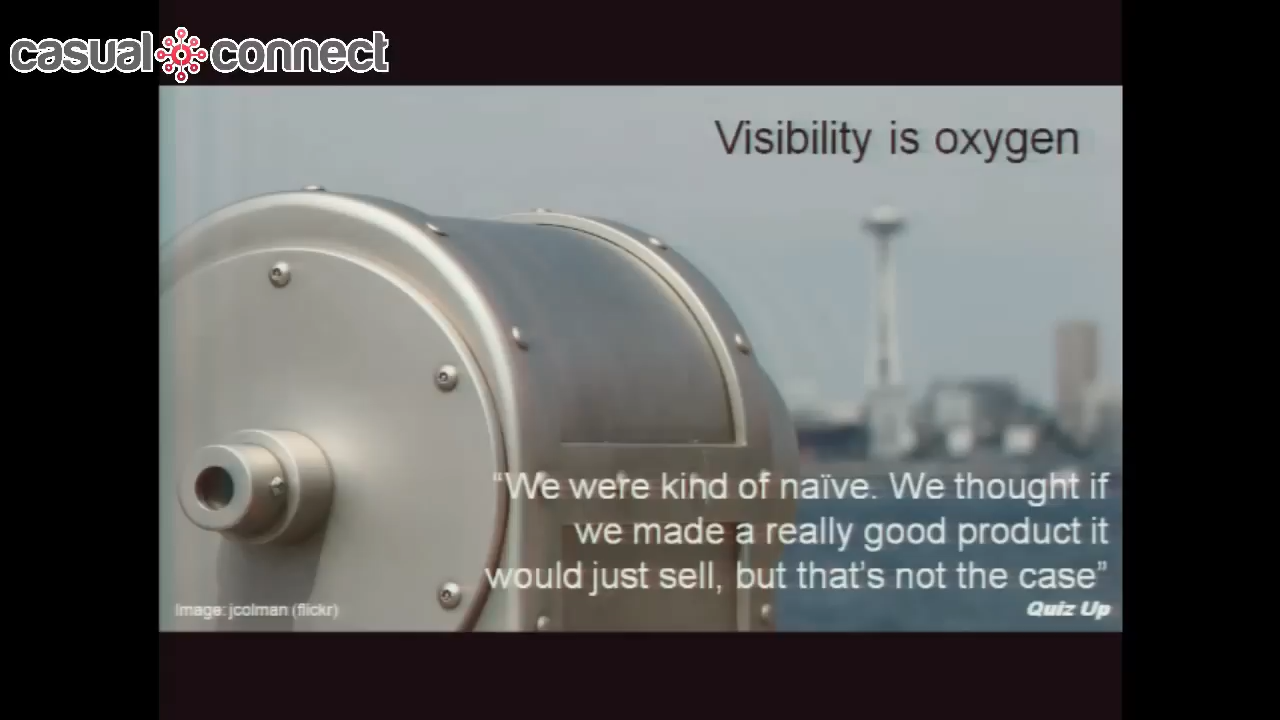 casual connect
Visibility is oxygen
“We were kind of naïve. We thought if
we made a really good product it
would just sell, but that’s not the case”
Image: jcolman (flickr)
Quiz Up